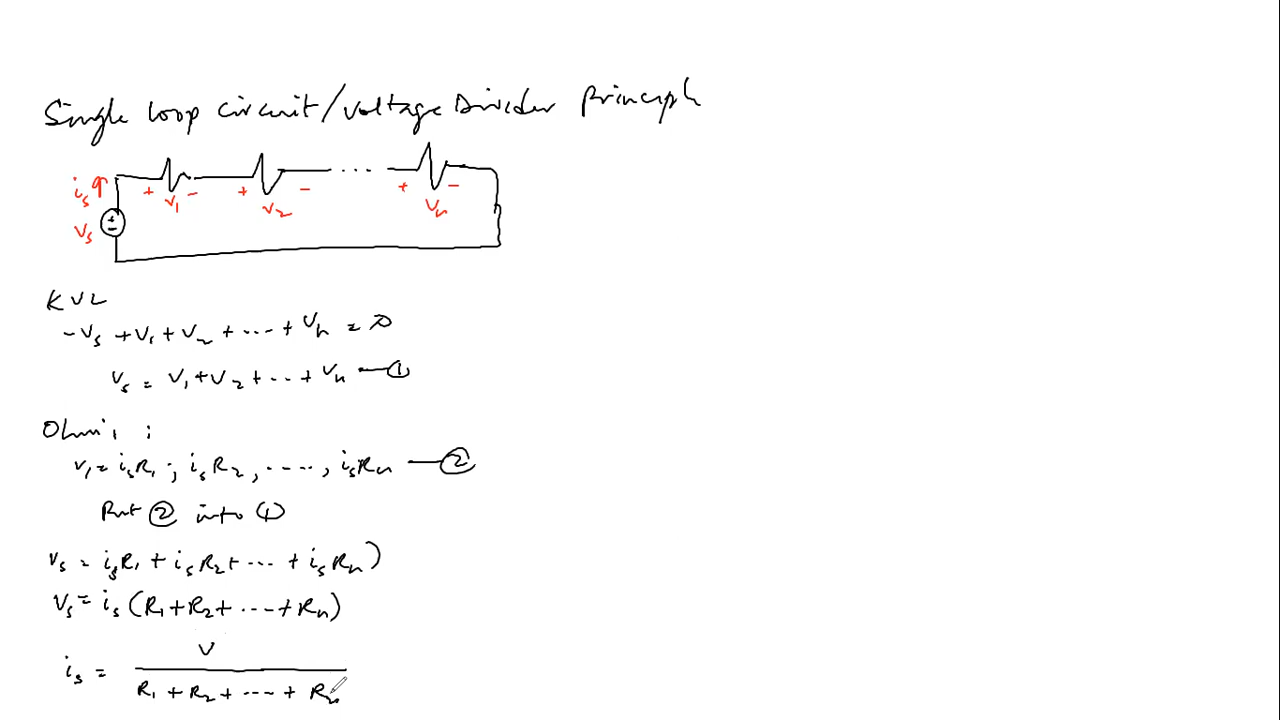 Single loop circuit/voltage Divider Principle
is
+ V1 - + V2 - ... + Vn -
Vs + -
KVL
-Vs + V1 + V2 + ... + Vn = 0
Vs = V1 + V2 + ... + Vn —①
Ohm's :
V1 = isR1 ; isR2, ....., isRn —②
Put ② into ①
Vs = isR1 + isR2 + ... + isRn)
Vs = is (R1 + R2 + ... + Rn)
V
is =
R1 + R2 + ... + Rn